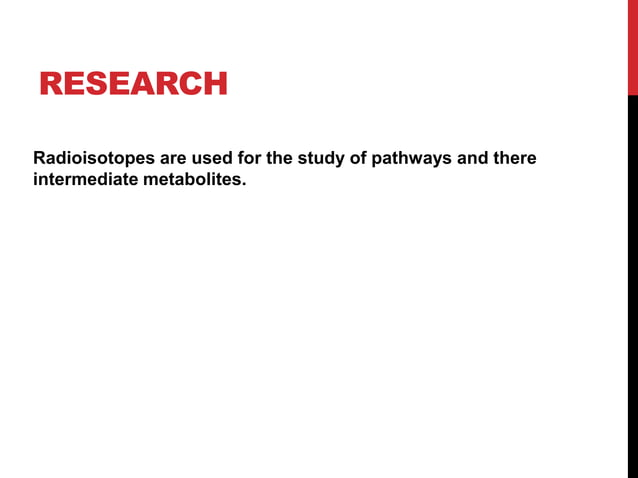 RESEARCH
Radioisotopes are used for the study of pathways and there
intermediate metabolites.